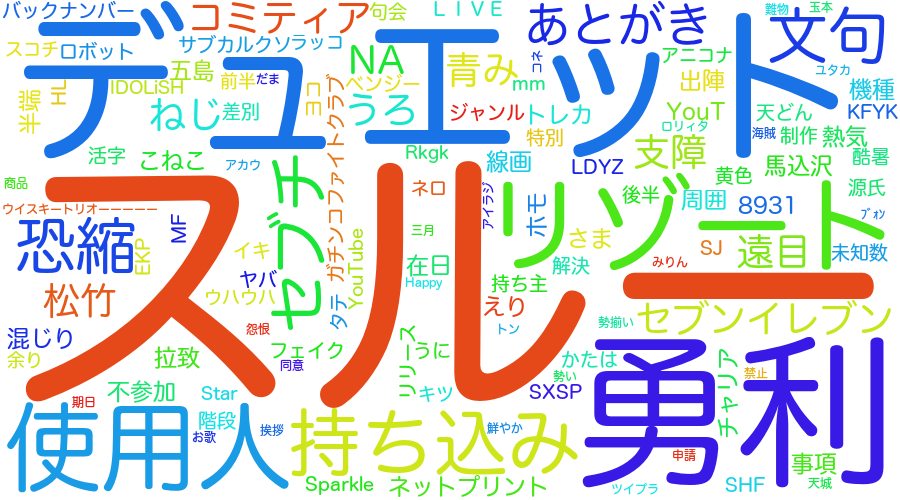 バックナンバー
コミティア
句会
ＬＩＶＥ
あとがき
文句
難物
玉本
スコチ
ロボット
サブカルクソ
ラッコ
デュエット
NA
青み
コネ
アニコナ
ユタカ
HL
IDOLiSH
五島
前半
だま
ベンジー
mm
出陣
機種
半端
ねじ
差別
ヨコ
うろ
ジャンル
トレカ
YouT
天どん
KFYK
ロリィタ
海賊
制作
熱気
活字
こねこ
アカウ
ガチンコファイトクラブ
Rkgk
線画
特別
支障
酷暑
LDYZ
黄色
馬込沢
商品
セブチ
スルー
ネロ
アイラジ
リゾート
ホモ
後半
周囲
8931
源氏
ウイスキートリオーーーーー
恐縮
MF
EKP
イキ
三月
さま
SJ
遠目
ﾌﾞｫﾝ
未知数
YouTube
在日
解決
みりん
ヤバ
Happy
持ち主
松竹
ウハウハ
タテ
えり
セブンイレブン
混じり
怨恨
トン
勢揃い
余り
拉致
フェイク
同意
リリース
うに
かたは
勇利
チャリア
禁止
勢い
不参加
Star
キツ
SXSP
期日
使用人
階段
お歌
挨拶
持ち込み
鮮やか
申請
事項
Sparkle
ネットプリント
ツイプラ
SHF
天城